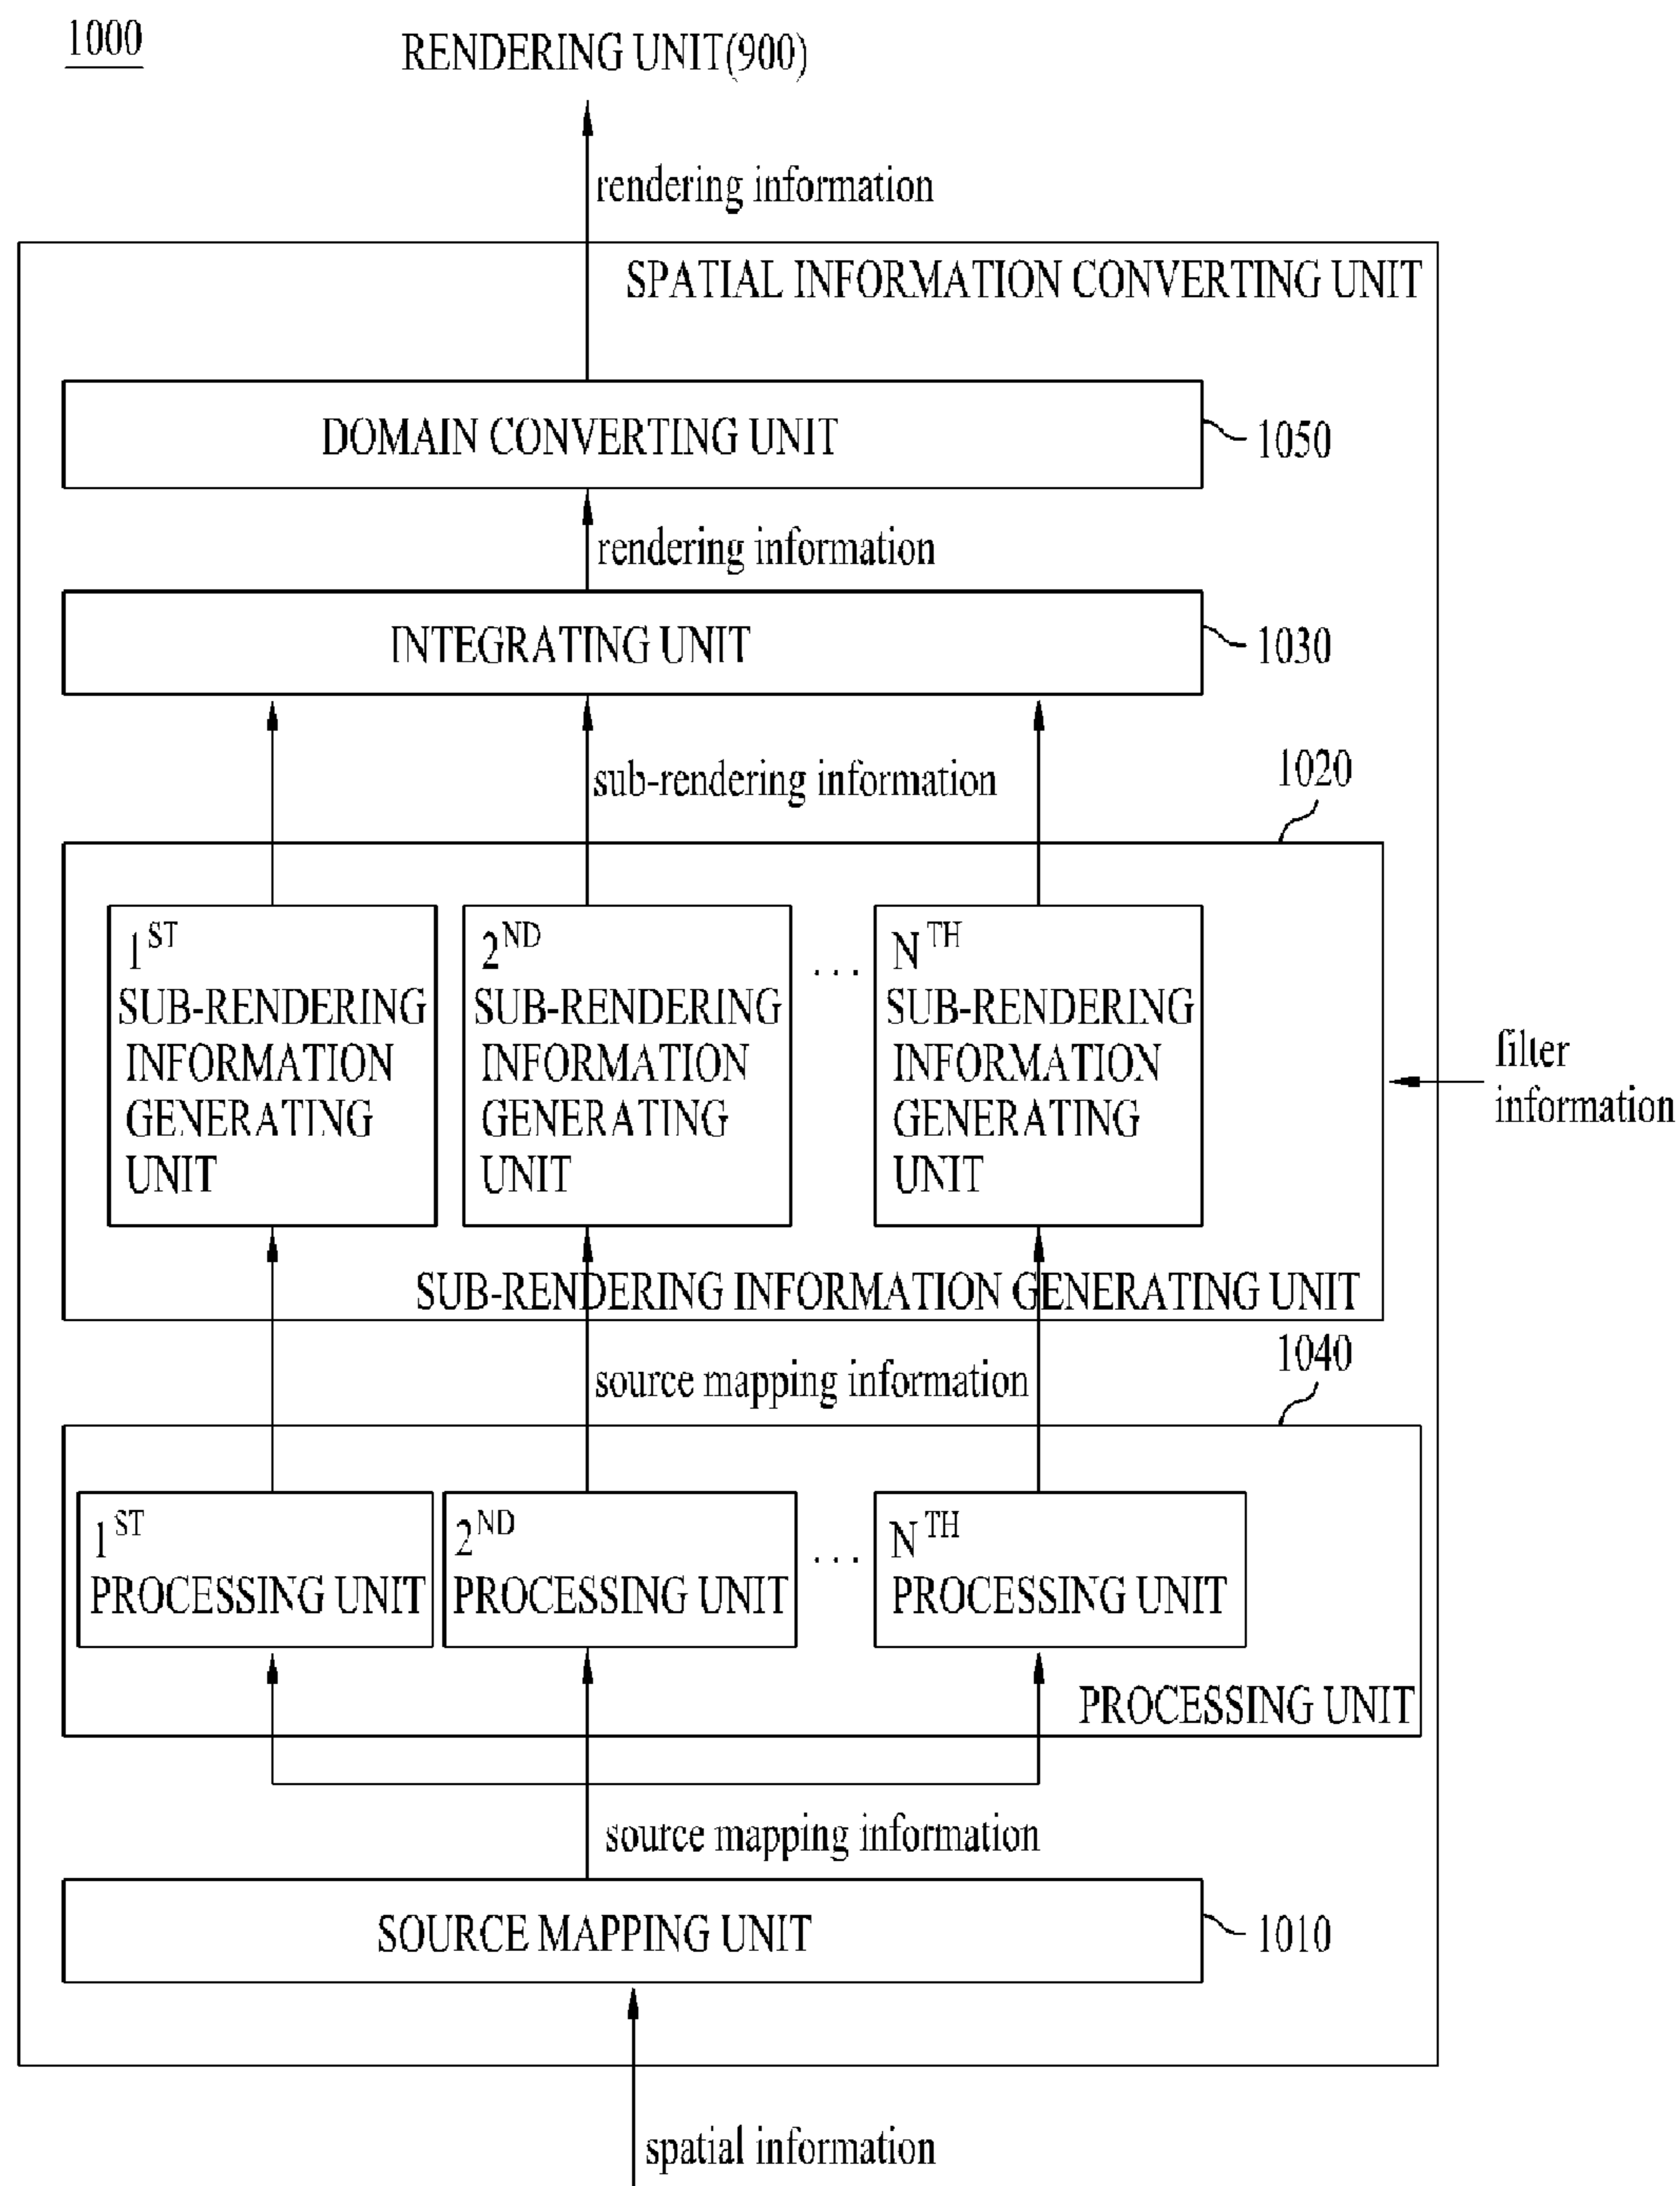 1000
RENDERING UNIT(900)
rendering information
SPATIAL INFORMATION CONVERTING UNIT
DOMAIN CONVERTING UNIT
1050
rendering information
INTEGRATING UNIT
1030
sub-rendering information
1020
1ST
SUB-RENDERING
INFORMATION
GENERATING
UNIT
2ND
SUB-RENDERING
INFORMATION
GENERATING
UNIT
...
NTH
SUB-RENDERING
INFORMATION
GENERATING
UNIT
filter
information
SUB-RENDERING INFORMATION GENERATING UNIT
source mapping information
1040
1ST
PROCESSING UNIT
2ND
PROCESSING UNIT
...
NTH
PROCESSING UNIT
PROCESSING UNIT
source mapping information
SOURCE MAPPING UNIT
1010
spatial information